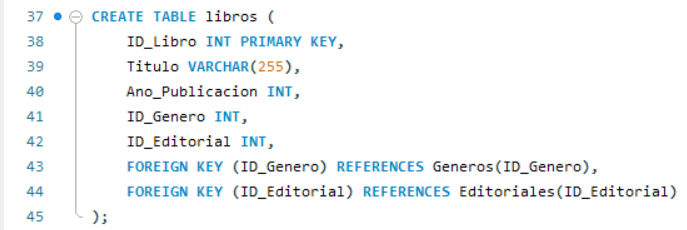 37 CREATE TABLE libros (
38 ID_Libro INT PRIMARY KEY,
39 Titulo VARCHAR(255),
40 Ano_Publicacion INT,
41 ID_Genero INT,
42 ID_Editorial INT,
43 FOREIGN KEY (ID_Genero) REFERENCES Generos(ID_Genero),
44 FOREIGN KEY (ID_Editorial) REFERENCES Editoriales(ID_Editorial)
45 );